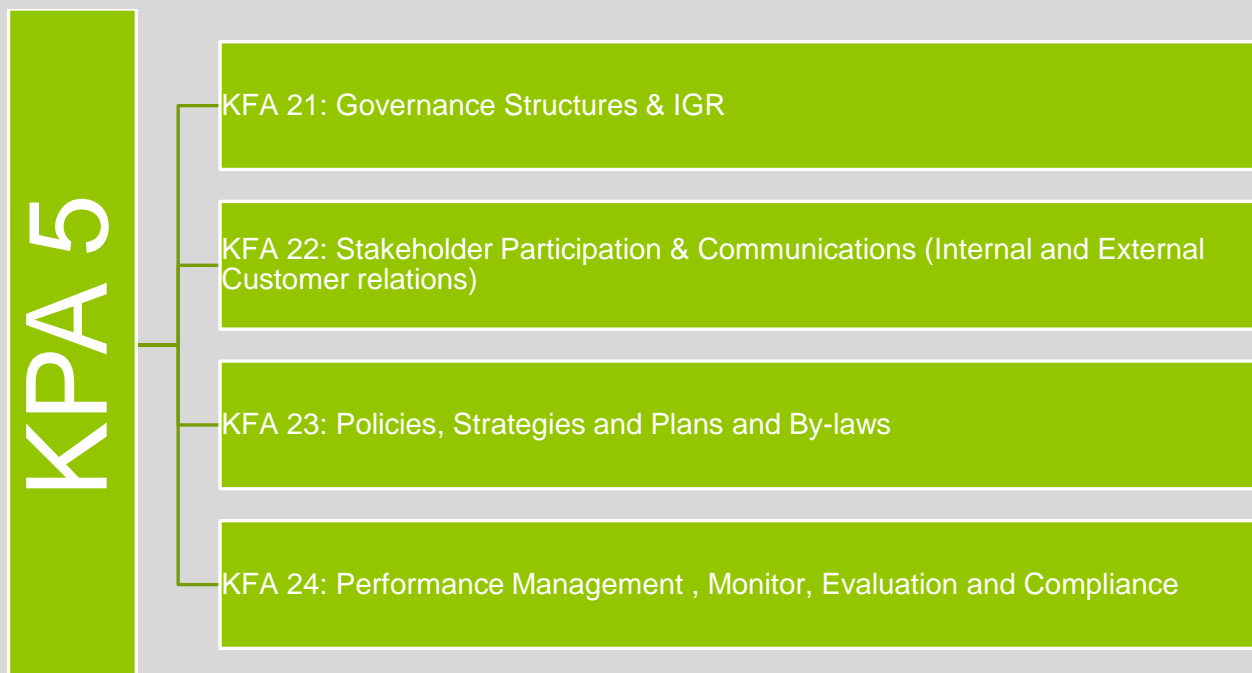 KPA 5
KFA 21: Governance Structures & IGR
KFA 22: Stakeholder Participation & Communications (Internal and External
Customer relations)
KFA 23: Policies, Strategies and Plans and By-laws
KFA 24: Performance Management , Monitor, Evaluation and Compliance